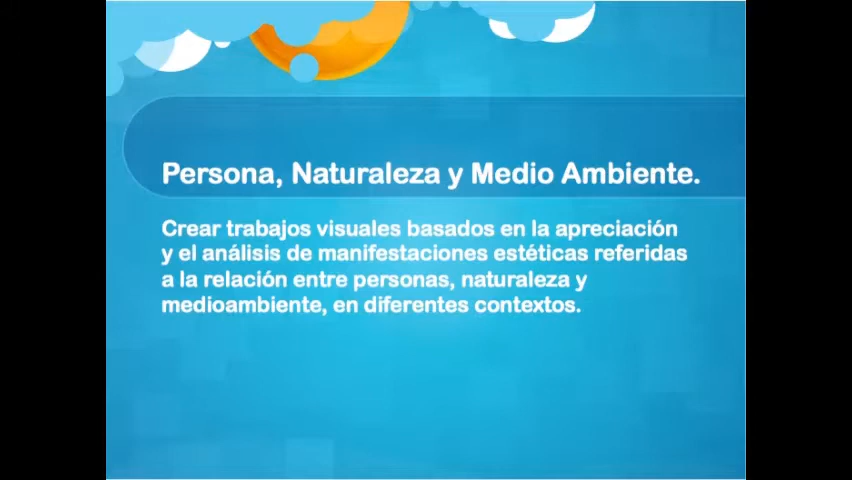 Persona, Naturaleza y Medio Ambiente.
Crear trabajos visuales basados en la apreciación
y el análisis de manifestaciones estéticas referidas
a la relación entre personas, naturaleza y
medioambiente, en diferentes contextos.